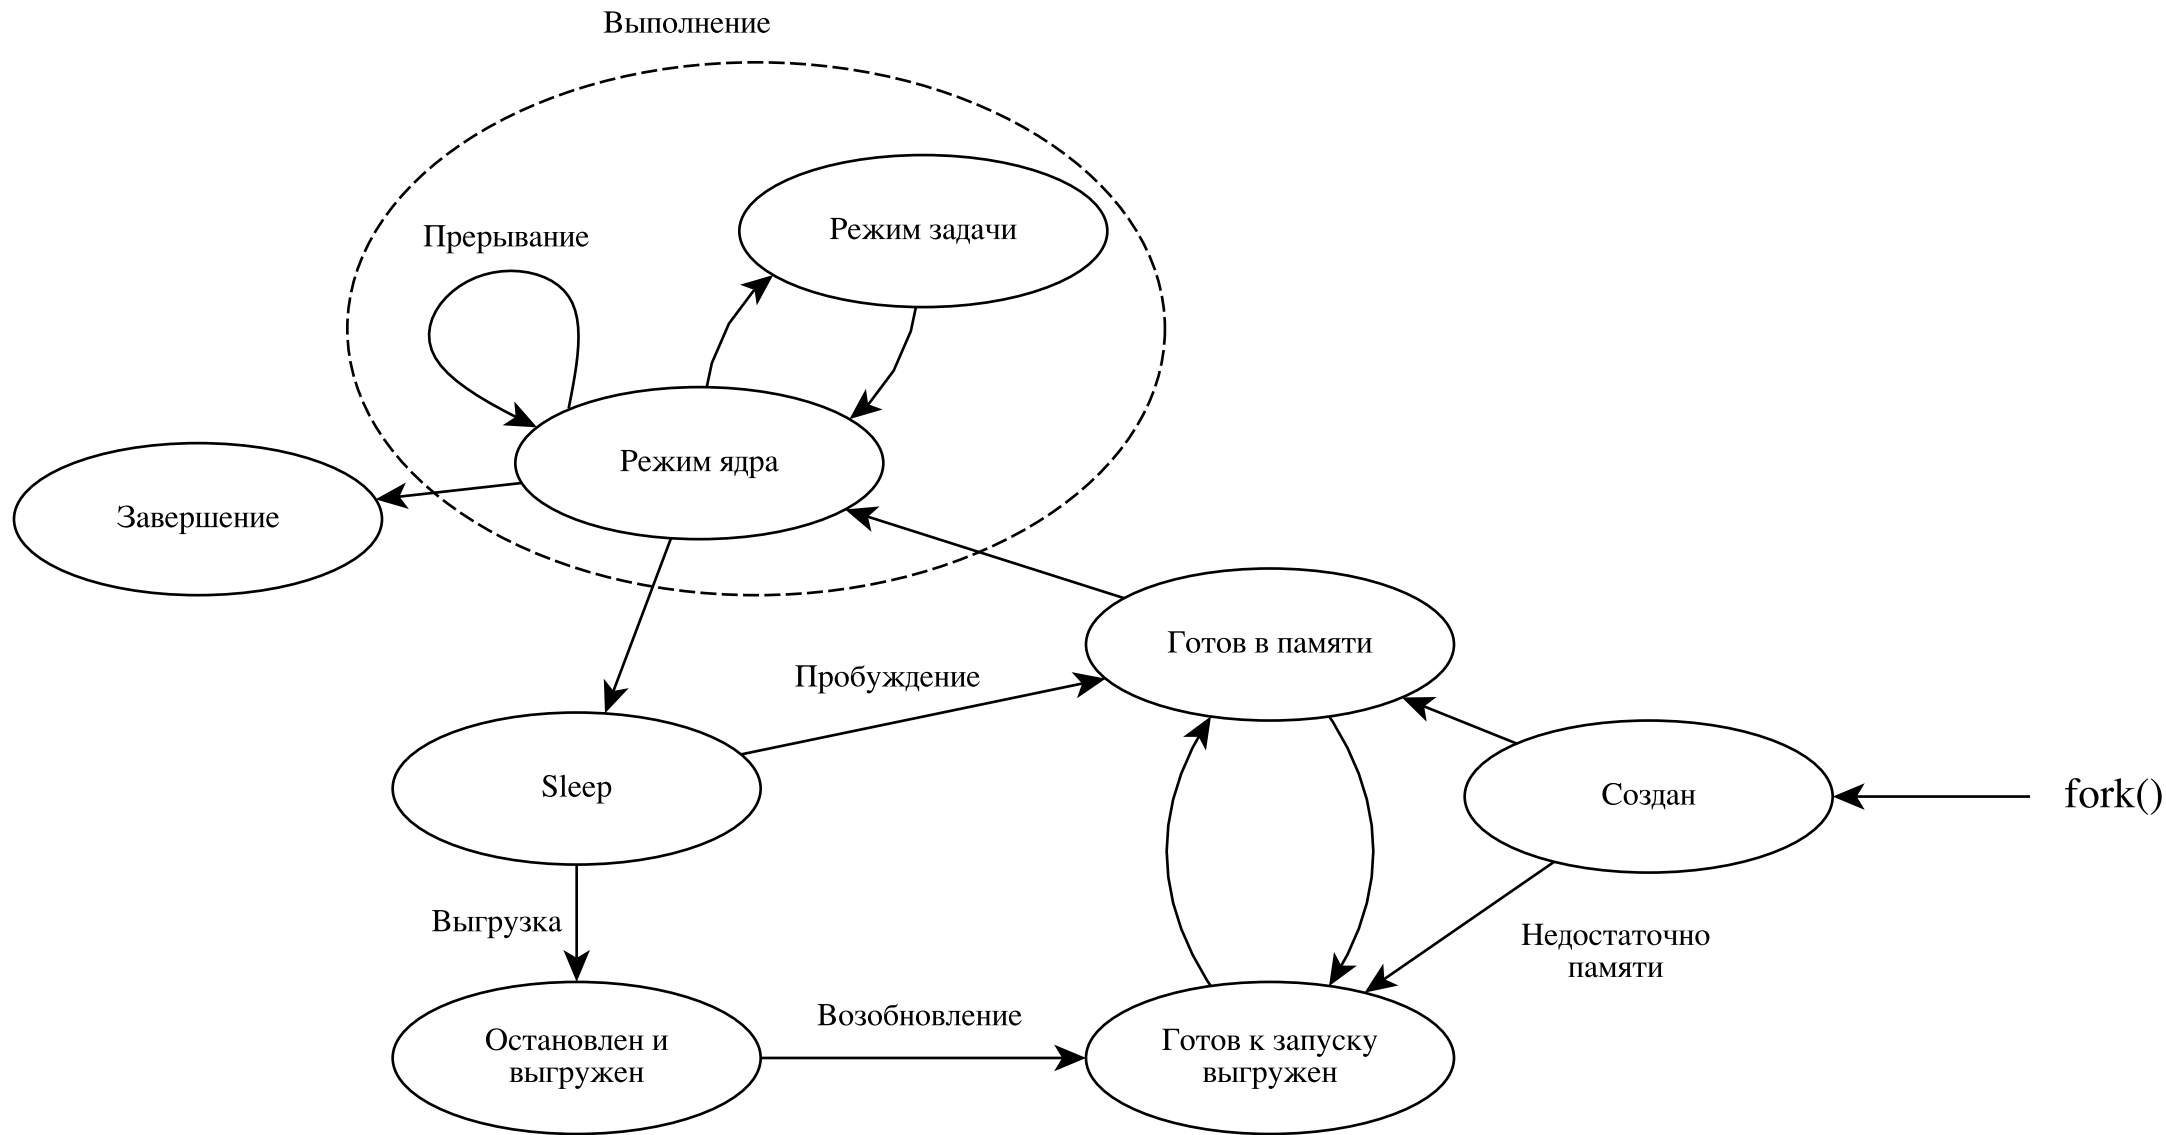 Выполнение
Режим задачи
Прерывание
Режим ядра
Завершение
Готов в памяти
Пробуждение
Sleep
Создан
fork()
Выгрузка
Недостаточно
памяти
Возобновление
Остановлен и
выгружен
Готов к запуску
выгружен